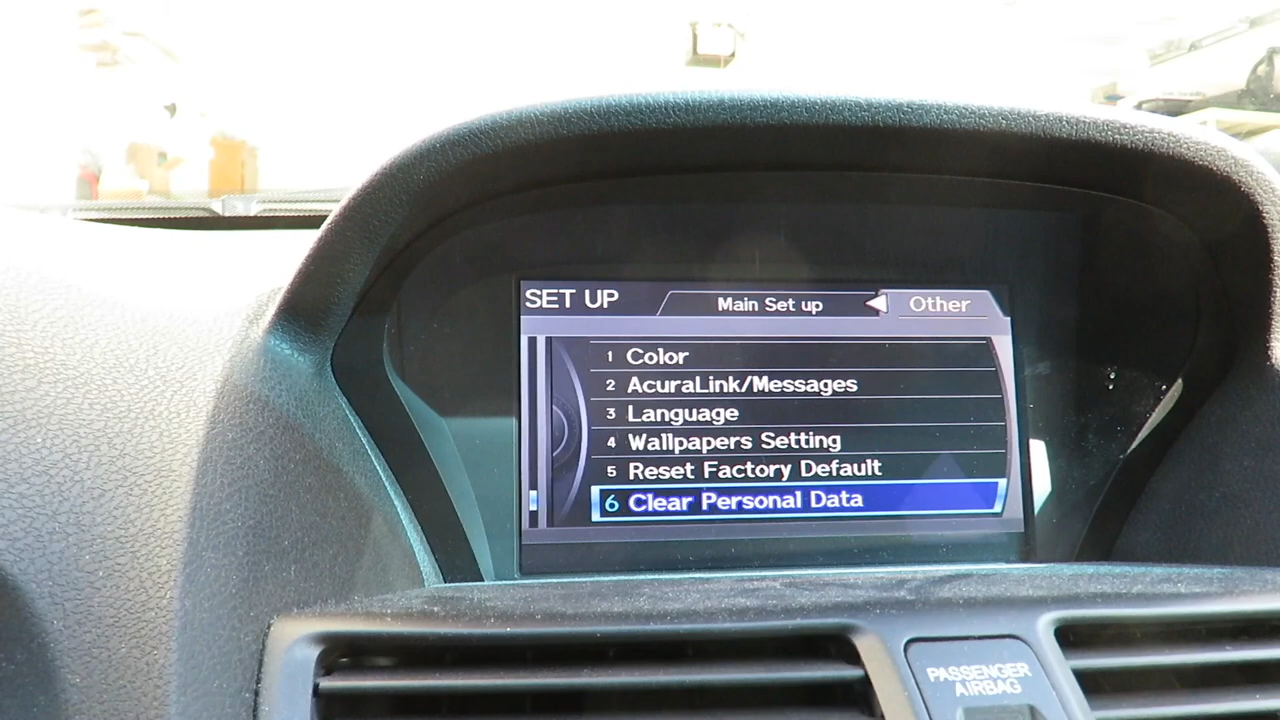 SET UP Main Set up Other
1 Color
2 AcuraLink/Messages
3 Language
4 Wallpapers Setting
5 Reset Factory Default
6 Clear Personal Data
PASSENGER
AIRBAG